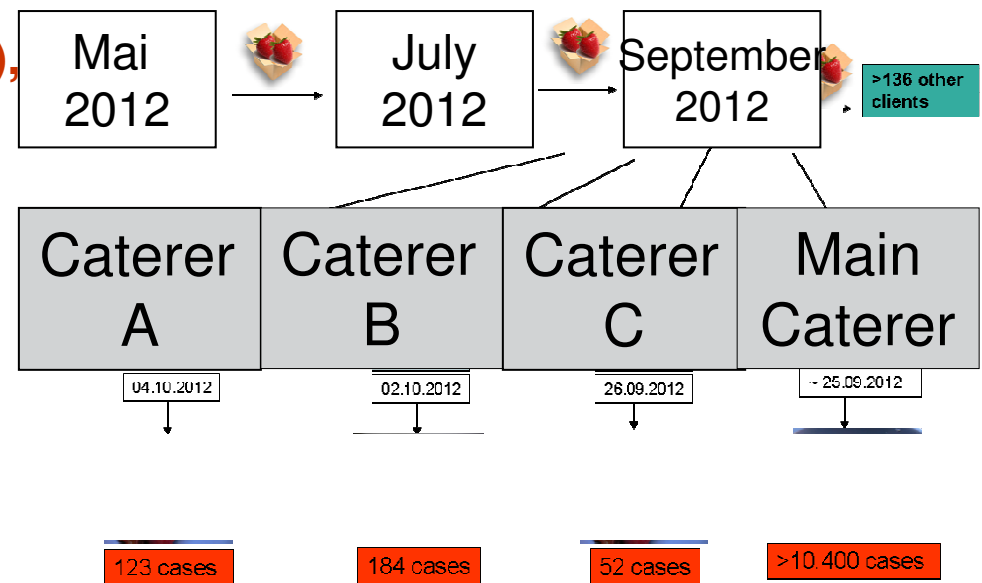 ),
Mai
2012
July
2012
September
2012
>136 other
clients
Caterer
A
Caterer
B
Caterer
C
Main
Caterer
04.10.2012
02.10.2012
26.09.2012
~ 25.09.2012
123 cases
184 cases
52 cases
>10.400 cases